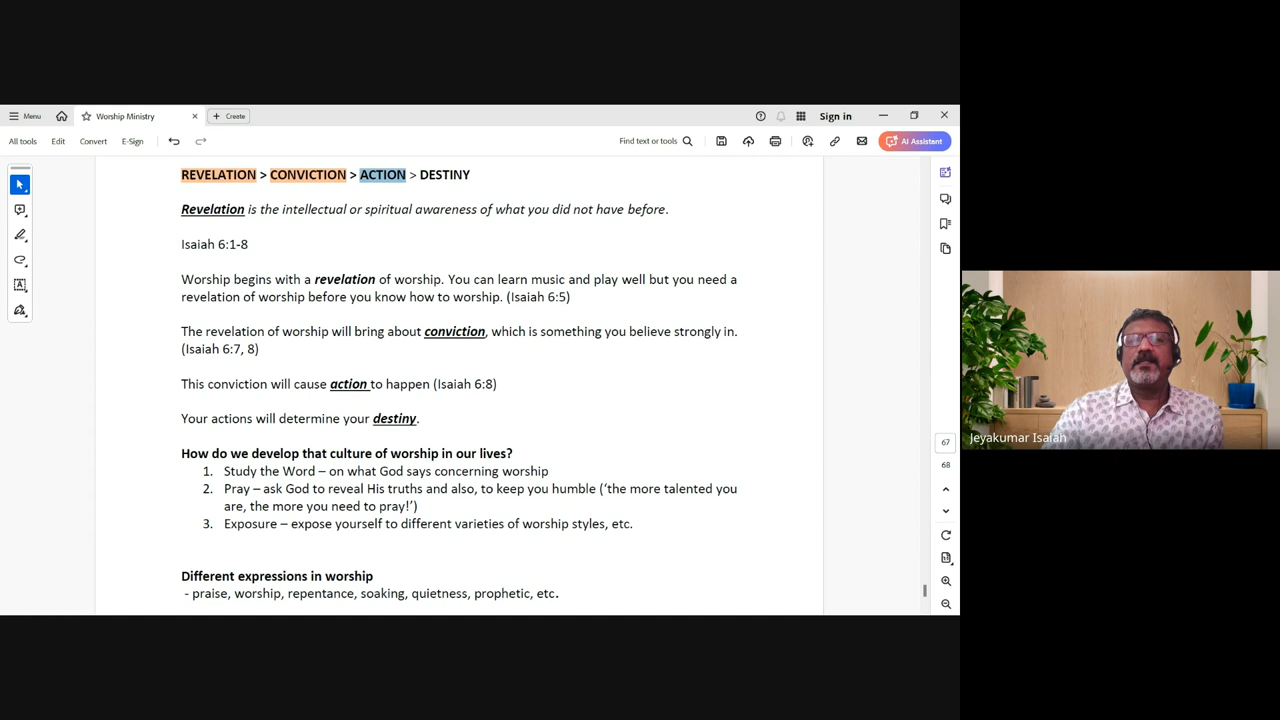 Menu
Worship Ministry
Create
Sign in
All tools
Edit
Convert
E-Sign
Find text or tools
AI Assistant
REVELATION > CONVICTION > ACTION > DESTINY
Revelation is the intellectual or spiritual awareness of what you did not have before.
Isaiah 6:1-8
Worship begins with a revelation of worship. You can learn music and play well but you need a
revelation of worship before you know how to worship. (Isaiah 6:5)
The revelation of worship will bring about conviction, which is something you believe strongly in.
(Isaiah 6:7, 8)
This conviction will cause action to happen (Isaiah 6:8)
Your actions will determine your destiny.
How do we develop that culture of worship in our lives?
1. Study the Word – on what God says concerning worship
2. Pray – ask God to reveal His truths and also, to keep you humble (‘the more talented you
are, the more you need to pray!’)
3. Exposure – expose yourself to different varieties of worship styles, etc.
Different expressions in worship
- praise, worship, repentance, soaking, quietness, prophetic, etc.
67
68
Jeyakumar Isaiah